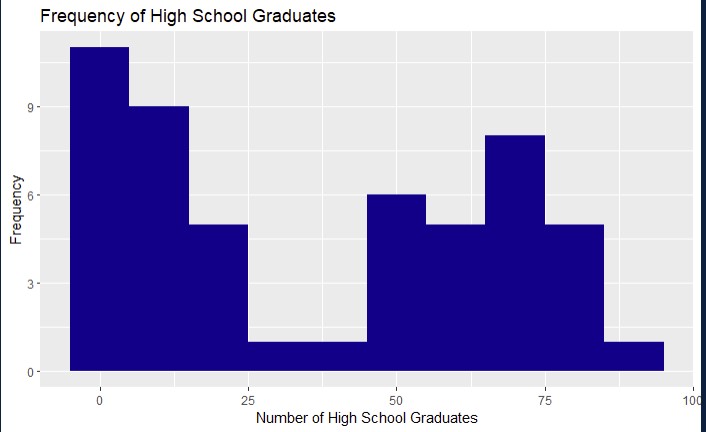 Frequency of High School Graduates
Frequency
9
6
3
0
0 25 50 75 100
Number of High School Graduates